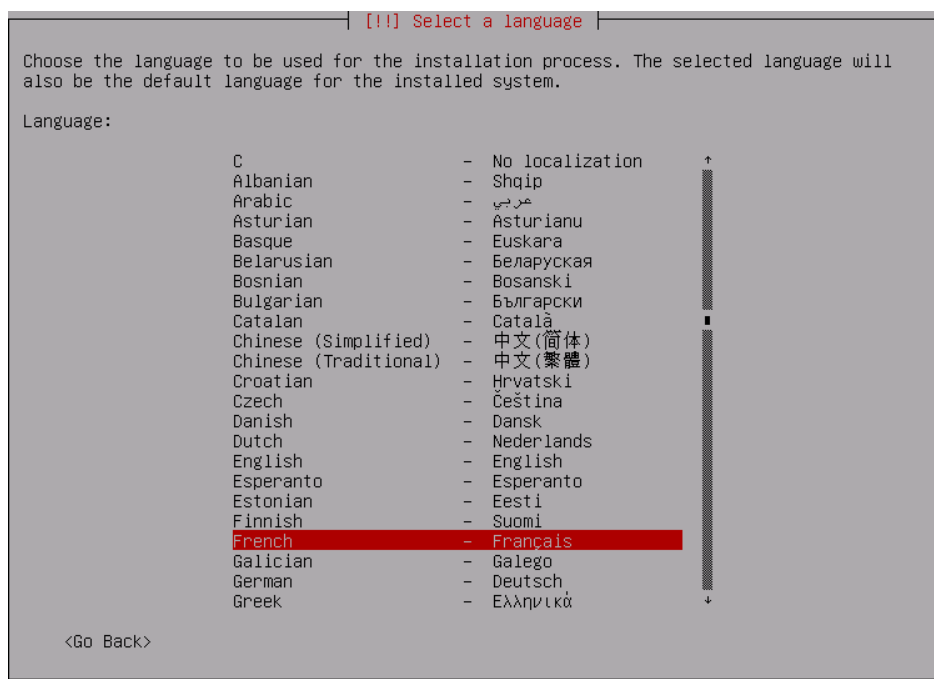 [!!] Select a language
Choose the language to be used for the installation process. The selected language will
also be the default language for the installed system.
Language:
C - No localization
Albanian - Shqip
Arabic - عربي
Asturian - Asturianu
Basque - Euskara
Belarusian - Беларуская
Bosnian - Bosanski
Bulgarian - Български
Catalan - Català
Chinese (Simplified) - 中文(简体)
Chinese (Traditional) - 中文(繁體)
Croatian - Hrvatski
Czech - Čeština
Danish - Dansk
Dutch - Nederlands
English - English
Esperanto - Esperanto
Estonian - Eesti
Finnish - Suomi
French - Français
Galician - Galego
German - Deutsch
Greek - Ελληνικά
<Go Back>